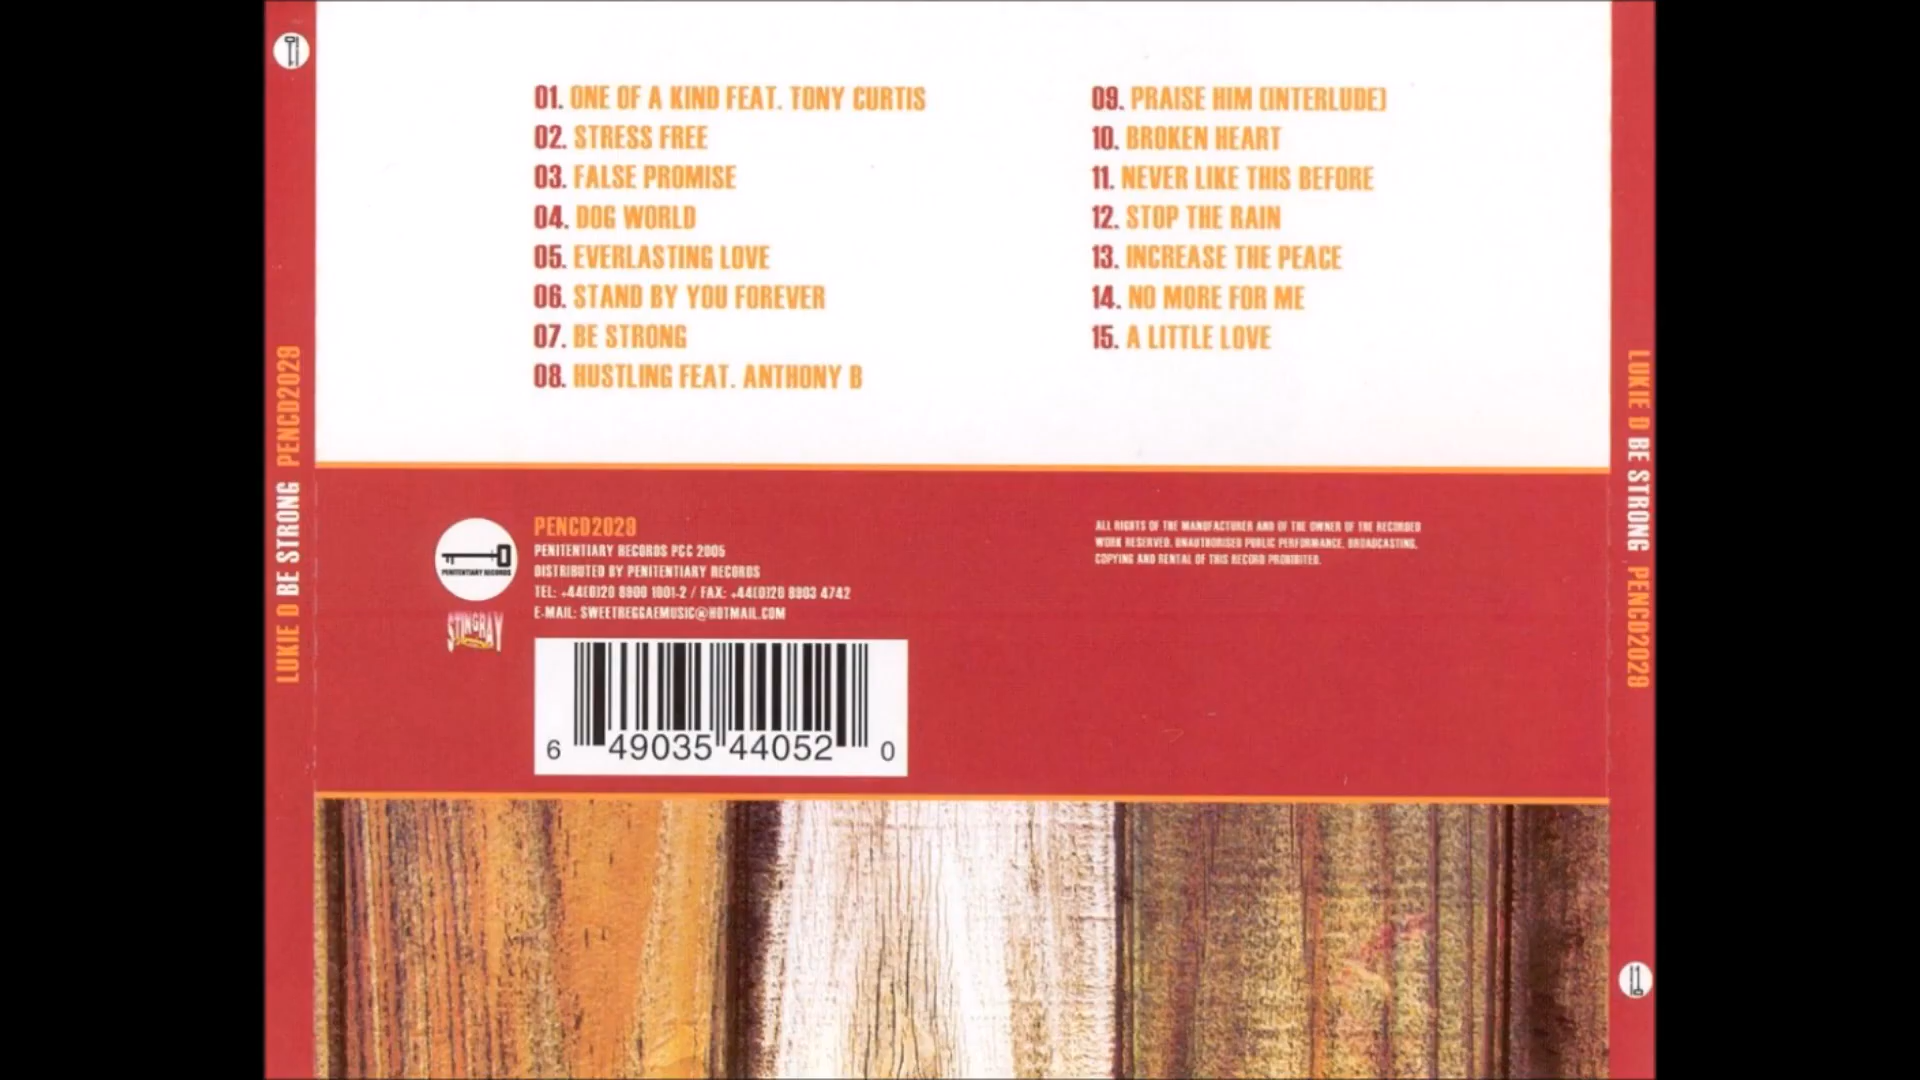 01. ONE OF A KIND FEAT. TONY CURTIS
02. STRESS FREE
03. FALSE PROMISE
04. DOG WORLD
05. EVERLASTING LOVE
06. STAND BY YOU FOREVER
07. BE STRONG
08. HUSTLING FEAT. ANTHONY B
09. PRAISE HIM (INTERLUDE)
10. BROKEN HEART
11. NEVER LIKE THIS BEFORE
12. STOP THE RAIN
13. INCREASE THE PEACE
14. NO MORE FOR ME
15. A LITTLE LOVE
LUKIE D BE STRONG PENCD2029
LUKIE D BE STRONG PENCD2029
PENITENTIARY RECORDS
STINGRAY
PENCD2029
PENITENTIARY RECORDS PCC 2005
DISTRIBUTED BY PENITENTIARY RECORDS
TEL: +44(0)20 8900 1001-2 / FAX: +44(0)20 8903 4742
E-MAIL: SWEETREGGAEMUSIC@HOTMAIL.COM
6 49035 44052 0
ALL RIGHTS OF THE MANUFACTURER AND OF THE OWNER OF THE RECORDED
WORK RESERVED. UNAUTHORISED PUBLIC PERFORMANCE, BROADCASTING,
COPYING AND RENTAL OF THIS RECORD PROHIBITED.